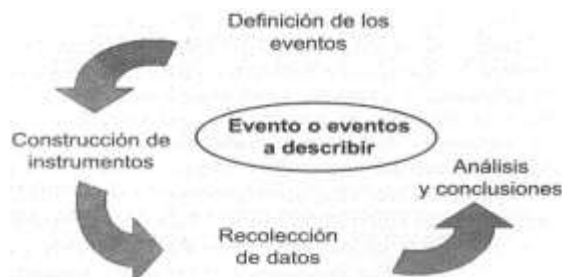 Definición de los
eventos
Construcción de
instrumentos
Evento o eventos
a describir
Análisis
y conclusiones
Recolección
de datos